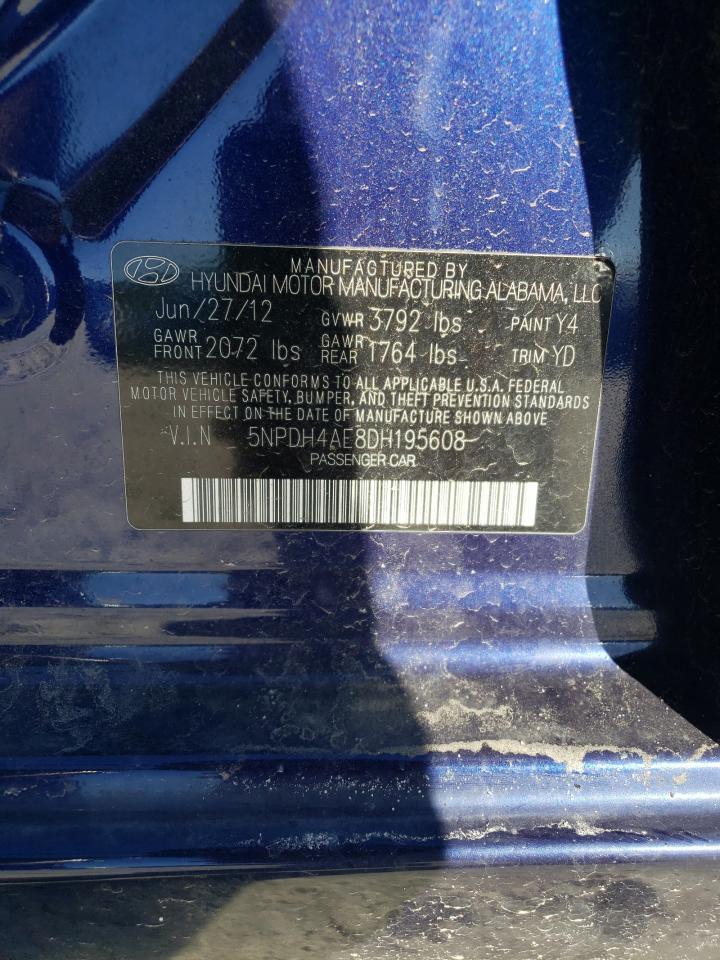 MANUFACTURED BY
HYUNDAI MOTOR MANUFACTURING ALABAMA, LLC
Jun/27/12 GVWR 3792 lbs PAINT Y4
GAWR FRONT 2072 lbs GAWR REAR 1764 lbs TRIM YD
THIS VEHICLE CONFORMS TO ALL APPLICABLE U.S.A. FEDERAL
MOTOR VEHICLE SAFETY, BUMPER, AND THEFT PREVENTION STANDARDS
IN EFFECT ON THE DATE OF MANUFACTURE SHOWN ABOVE
V.I.N 5NPDH4AE8DH195608
PASSENGER CAR